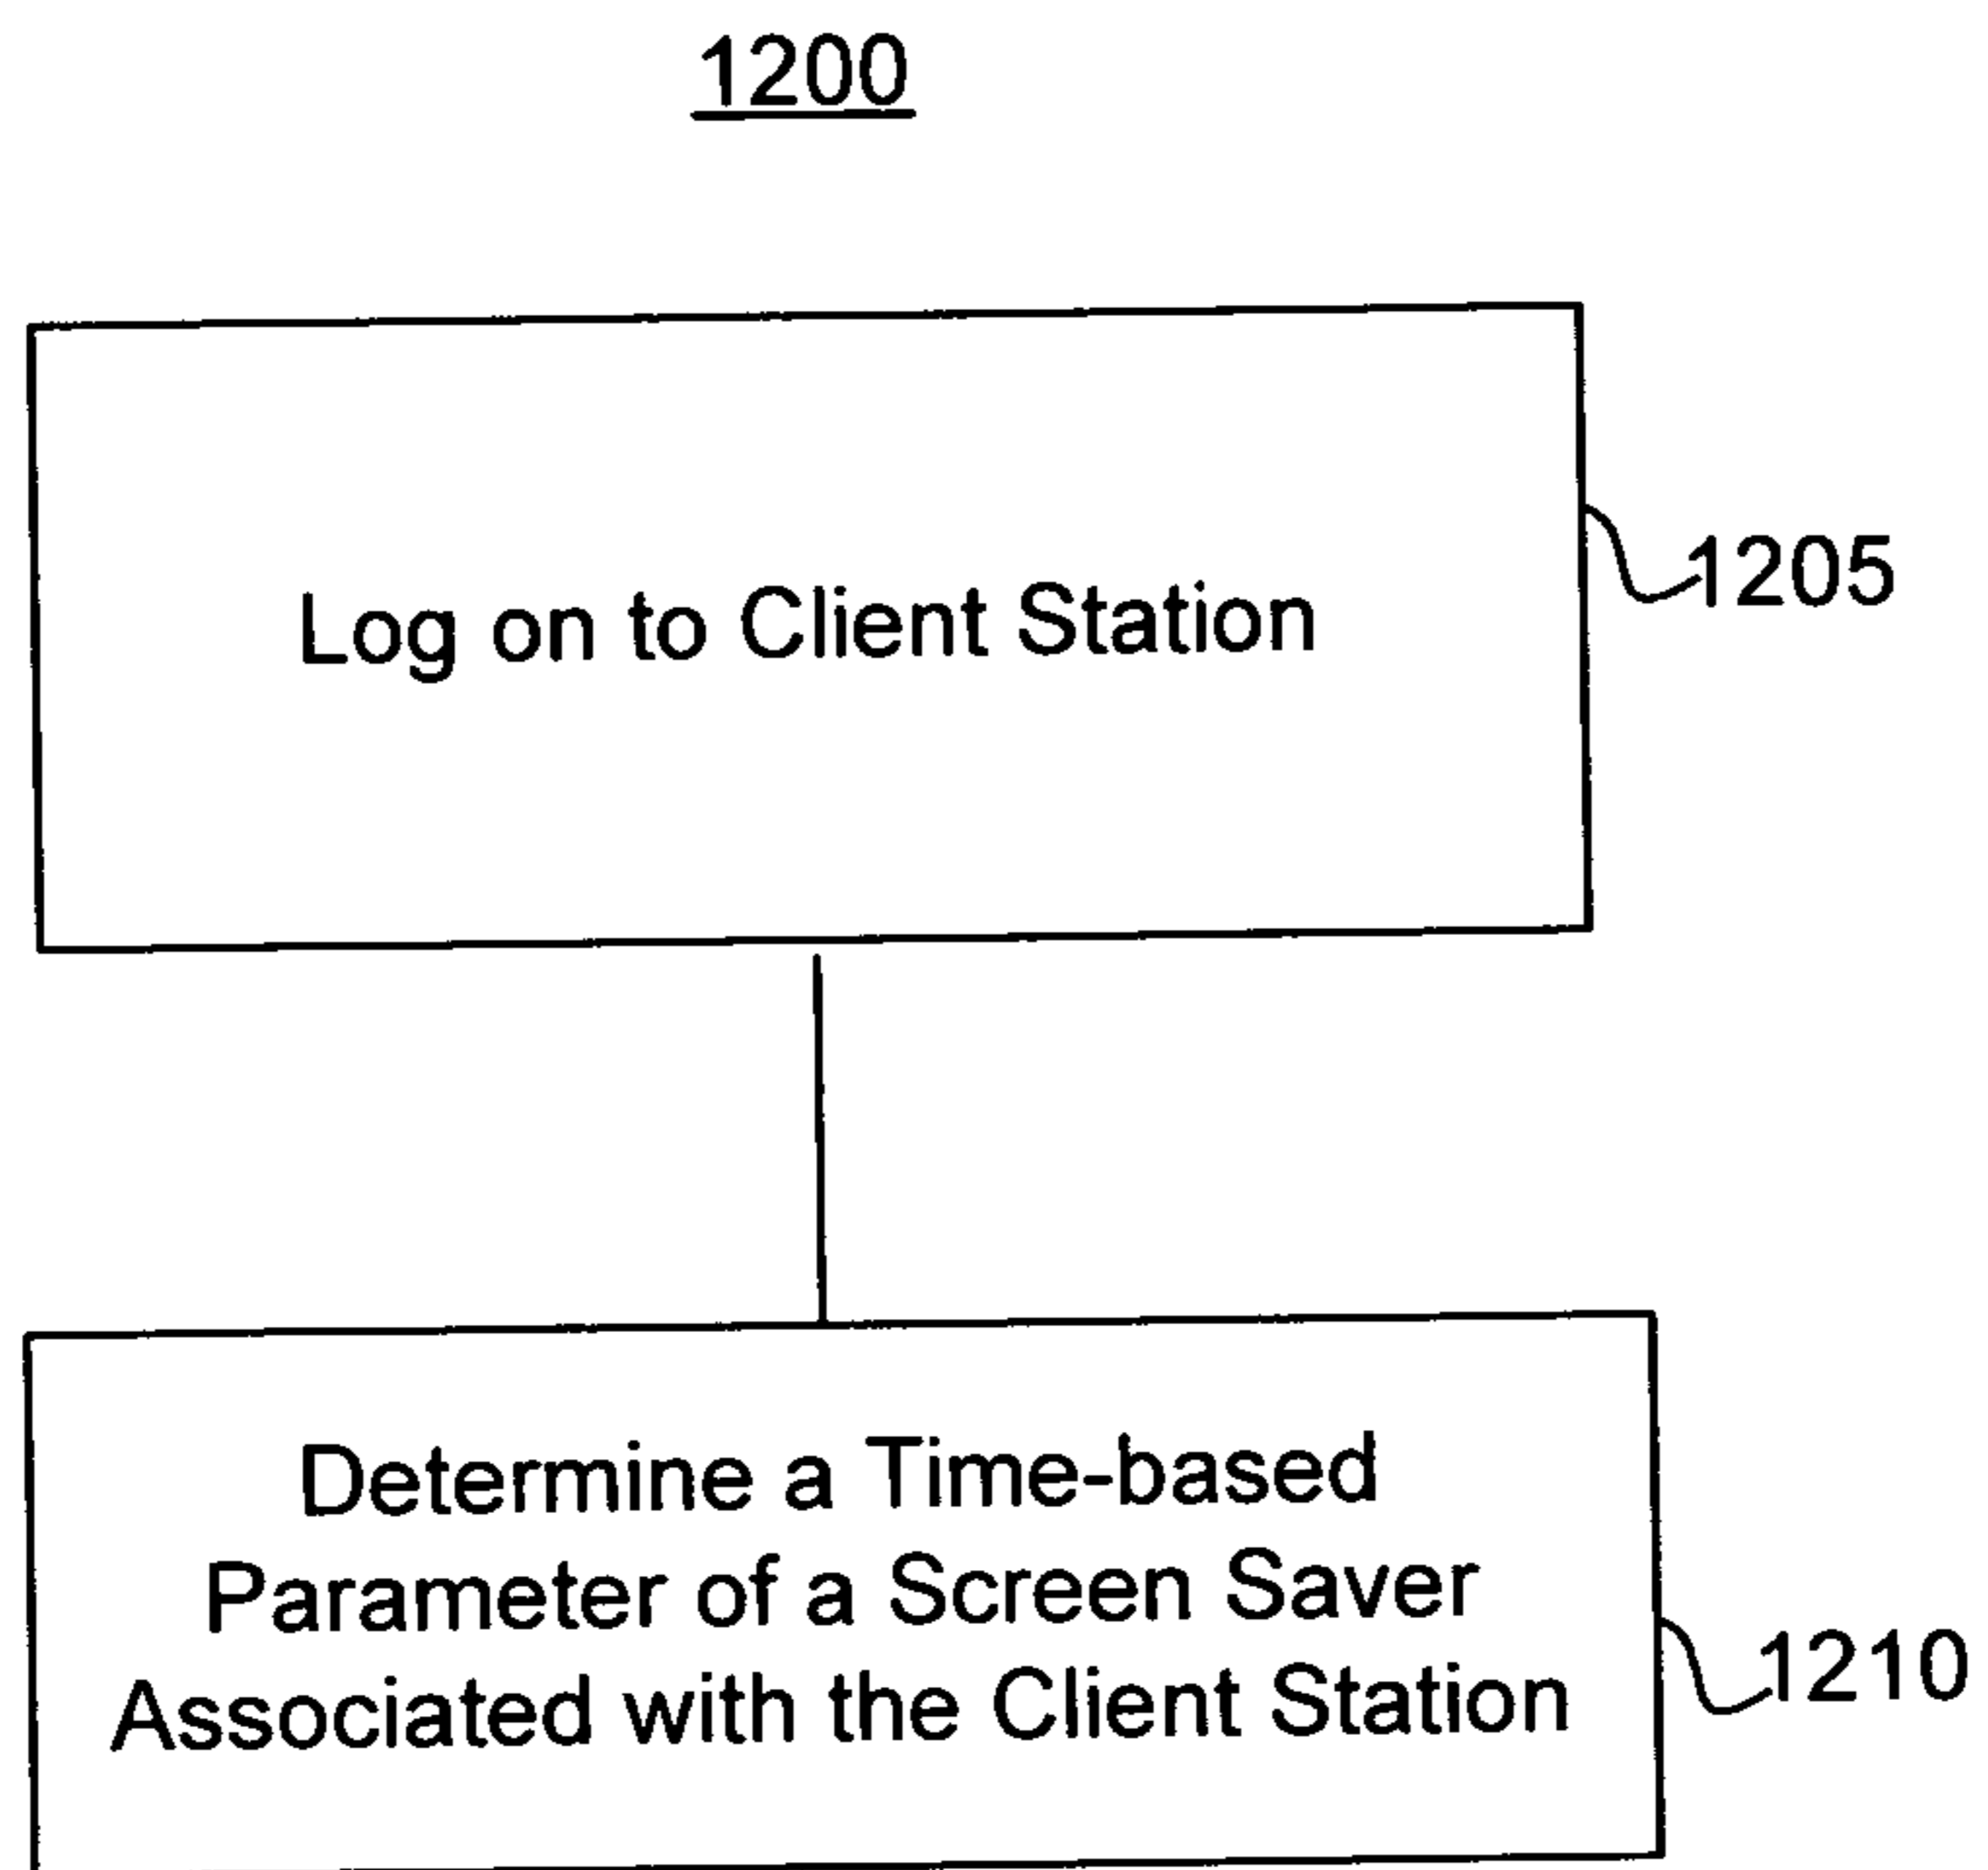 1200
Log on to Client Station
1205
Determine a Time-based
Parameter of a Screen Saver
Associated with the Client Station
1210